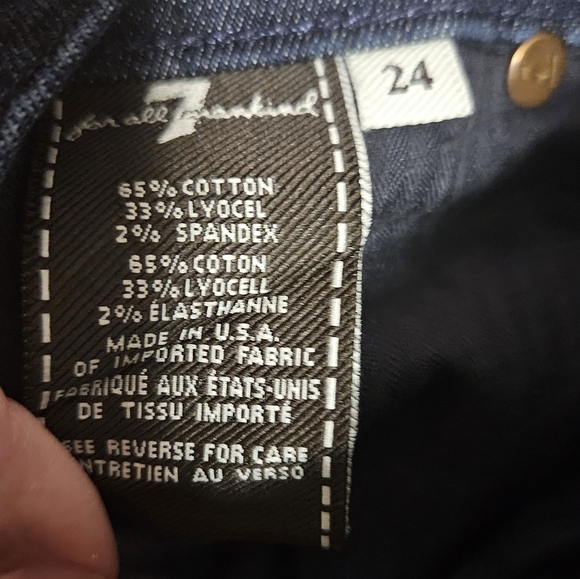 for all 7 mankind
24
65% COTTON
33% LYOCEL
2% SPANDEX
65% COTON
33% LYOCELL
2% ÉLASTHANNE
MADE IN U.S.A.
OF IMPORTED FABRIC
FABRIQUÉ AUX ÉTATS-UNIS
DE TISSU IMPORTÉ
SEE REVERSE FOR CARE
ENTRETIEN AU VERSO